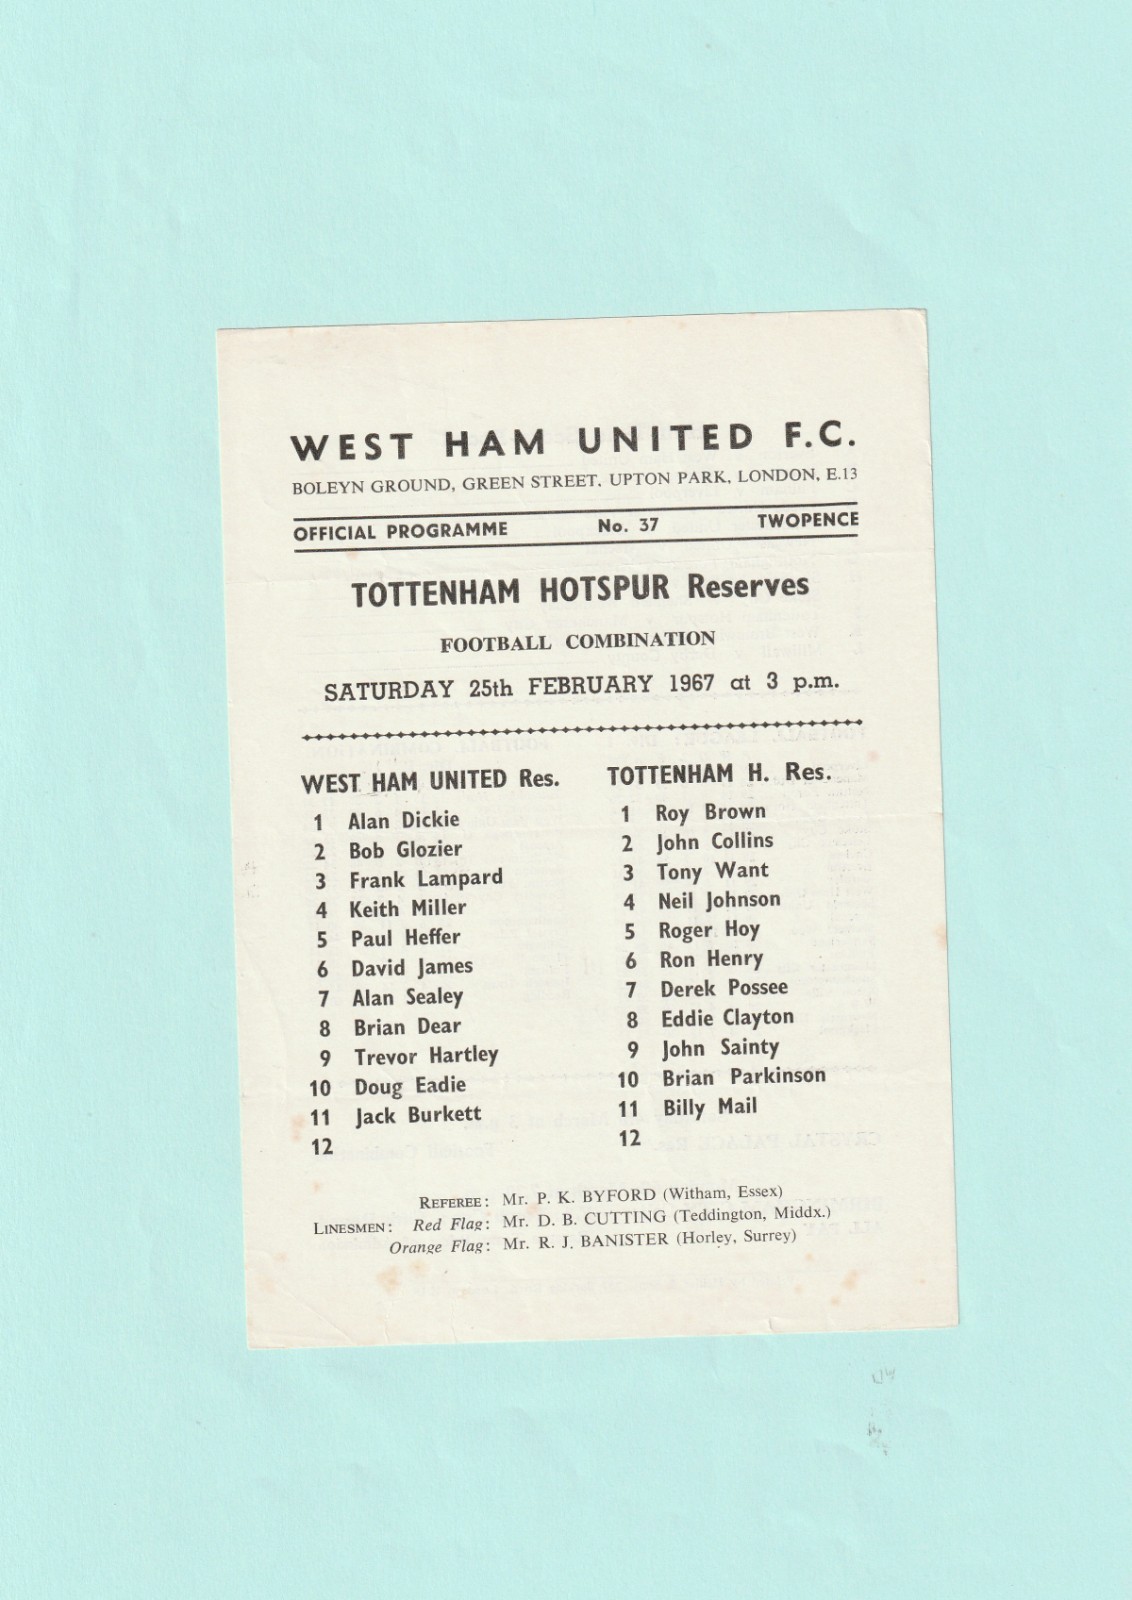 WEST HAM UNITED F.C.
BOLEYN GROUND, GREEN STREET, UPTON PARK, LONDON, E.13
OFFICIAL PROGRAMME No. 37 TWOPENCE
TOTTENHAM HOTSPUR Reserves
FOOTBALL COMBINATION
SATURDAY 25th FEBRUARY 1967 at 3 p.m.
WEST HAM UNITED Res.
1 Alan Dickie
2 Bob Glozier
3 Frank Lampard
4 Keith Miller
5 Paul Heffer
6 David James
7 Alan Sealey
8 Brian Dear
9 Trevor Hartley
10 Doug Eadie
11 Jack Burkett
12
TOTTENHAM H. Res.
1 Roy Brown
2 John Collins
3 Tony Want
4 Neil Johnson
5 Roger Hoy
6 Ron Henry
7 Derek Possee
8 Eddie Clayton
9 John Sainty
10 Brian Parkinson
11 Billy Mail
12
REFEREE: Mr. P. K. BYFORD (Witham, Essex)
LINESMEN: Red Flag: Mr. D. B. CUTTING (Teddington, Middx.)
Orange Flag: Mr. R. J. BANISTER (Horley, Surrey)